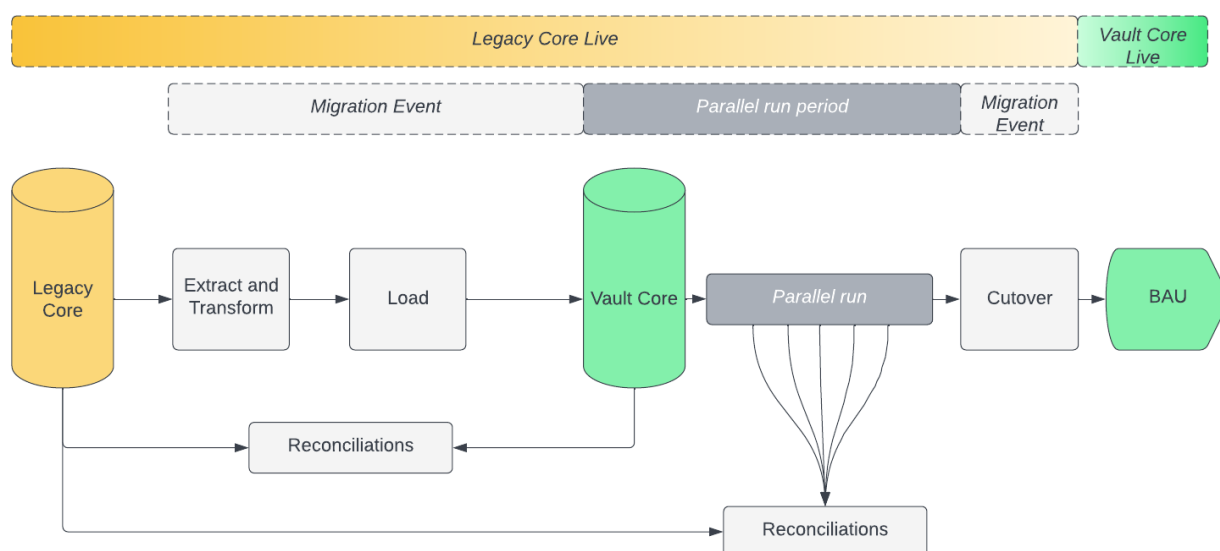 Legacy Core Live
Vault Core
Live
Migration Event
Parallel run period
Migration
Event
Legacy
Core
Extract and
Transform
Load
Vault Core
Parallel run
Cutover
BAU
Reconciliations
Reconciliations